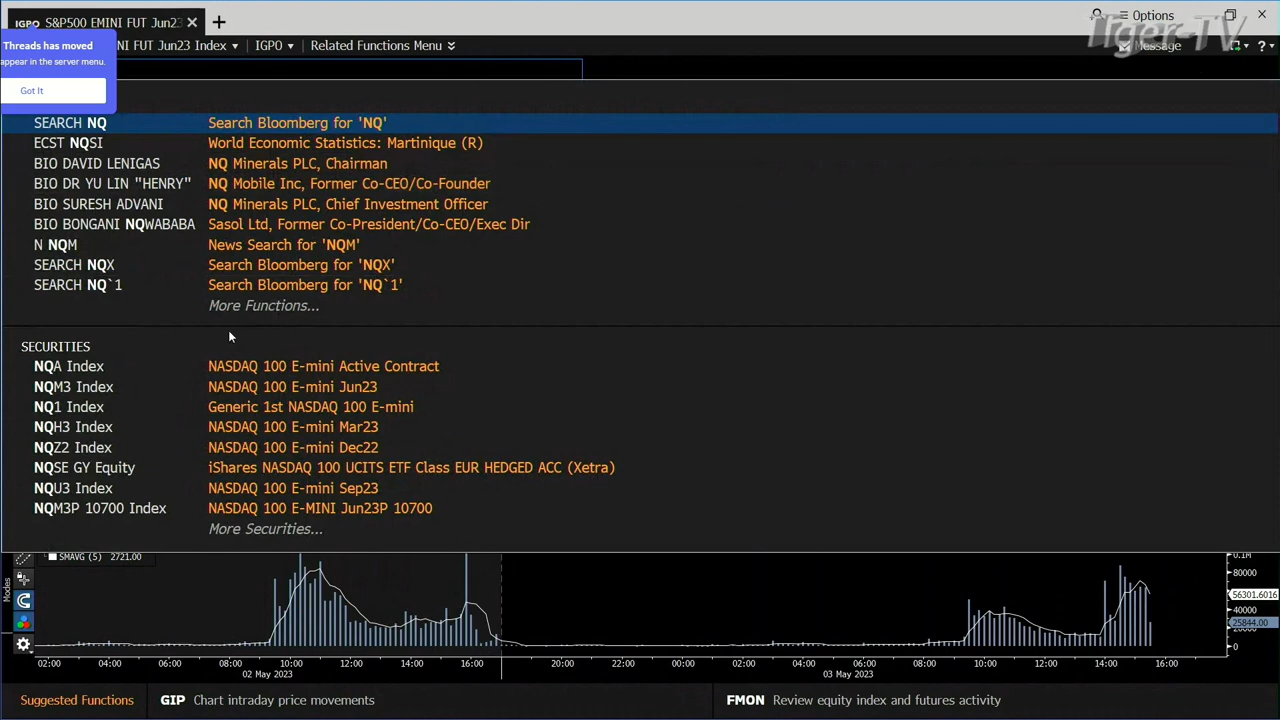 IGPO S&P500 EMINI FUT Jun23
Options
Tiger-TV
Threads has moved
appear in the server menu.
Got It
NI FUT Jun23 Index
IGPO
Related Functions Menu
Message
SEARCH NQ Search Bloomberg for 'NQ'
ECST NQSI World Economic Statistics: Martinique (R)
BIO DAVID LENIGAS NQ Minerals PLC, Chairman
BIO DR YU LIN "HENRY" NQ Mobile Inc, Former Co-CEO/Co-Founder
BIO SURESH ADVANI NQ Minerals PLC, Chief Investment Officer
BIO BONGANI NQWABABA Sasol Ltd, Former Co-President/Co-CEO/Exec Dir
N NQM News Search for 'NQM'
SEARCH NQX Search Bloomberg for 'NQX'
SEARCH NQ`1 Search Bloomberg for 'NQ`1'
More Functions...
SECURITIES
NQA Index NASDAQ 100 E-mini Active Contract
NQM3 Index NASDAQ 100 E-mini Jun23
NQ1 Index Generic 1st NASDAQ 100 E-mini
NQH3 Index NASDAQ 100 E-mini Mar23
NQZ2 Index NASDAQ 100 E-mini Dec22
NQSE GY Equity iShares NASDAQ 100 UCITS ETF Class EUR HEDGED ACC (Xetra)
NQU3 Index NASDAQ 100 E-mini Sep23
NQM3P 10700 Index NASDAQ 100 E-MINI Jun23P 10700
More Securities...
SMAVG (5) 2721.00
0.1M
80000
56301.6016
40000
25844.00
0
Modes
02:00 04:00 06:00 08:00 10:00 12:00 14:00 16:00 20:00 22:00 00:00 02:00 04:00 06:00 08:00 10:00 12:00 14:00 16:00
02 May 2023 03 May 2023
Suggested Functions GIP Chart intraday price movements FMON Review equity index and futures activity